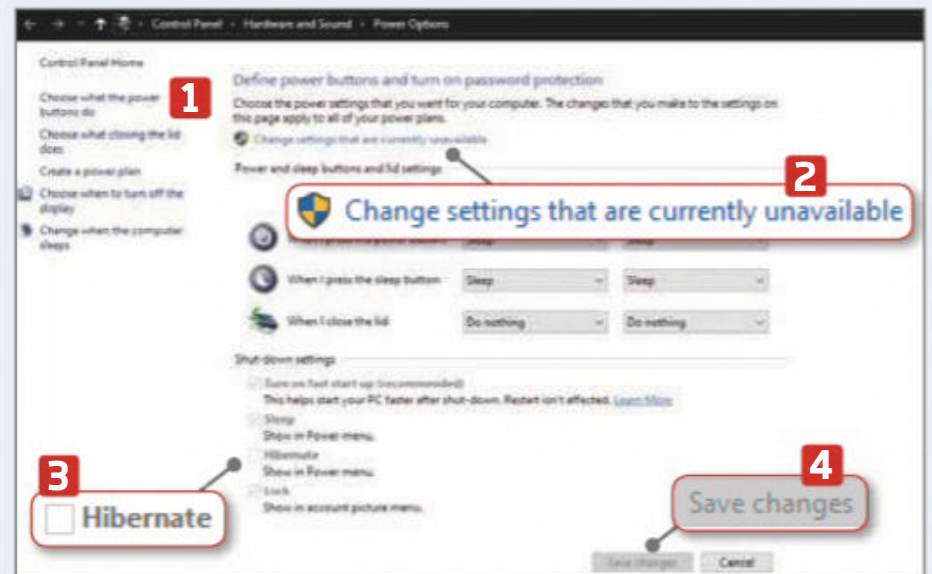 Control Panel › Hardware and Sound › Power Options
Control Panel Home
Choose what the power
buttons do
1
Choose what closing the lid
does
Create a power plan
Choose when to turn off the
display
Change when the computer
sleeps
Define power buttons and turn on password protection
Choose the power settings that you want for your computer. The changes that you make to the settings on
this page apply to all of your power plans.
Change settings that are currently unavailable
Power and sleep buttons and lid settings
2
Change settings that are currently unavailable
When I press the sleep button: Sleep Sleep
When I close the lid: Do nothing Do nothing
Shut-down settings
Turn on fast start-up (recommended)
This helps start your PC faster after shut-down. Restart isn't affected. Learn More
Sleep
Show in Power menu.
Hibernate
Show in Power menu.
Lock
Show in account picture menu.
3
Hibernate
4
Save changes
Save changes Cancel